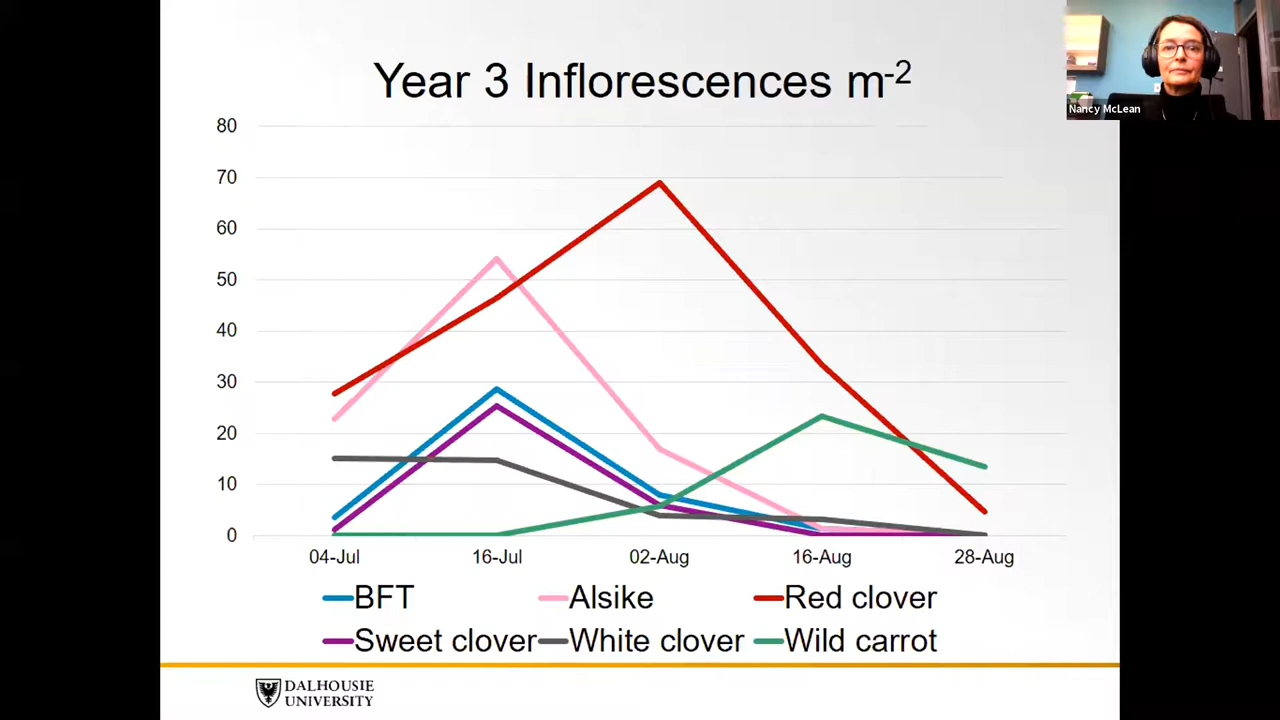 Year 3 Inflorescences m-2
Nancy McLean
80
70
60
50
40
30
20
10
0
04-Jul 16-Jul 02-Aug 16-Aug 28-Aug
BFT Alsike Red clover
Sweet clover White clover Wild carrot
DALHOUSIE
UNIVERSITY